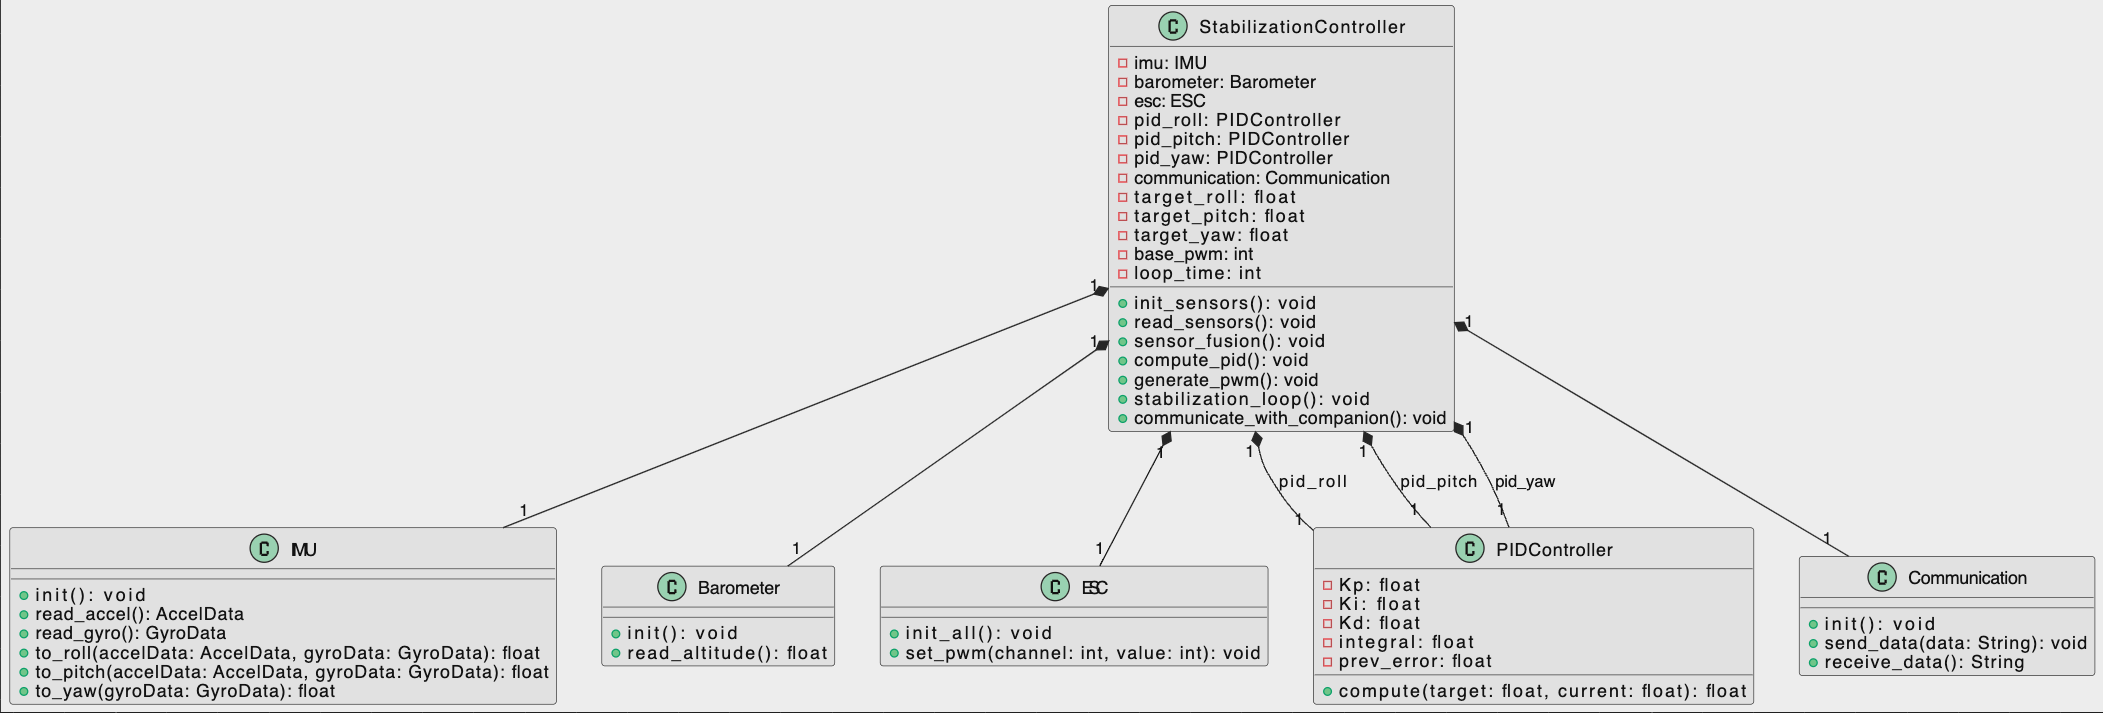 C StabilizationController
imu: IMU
barometer: Barometer
esc: ESC
pid_roll: PIDController
pid_pitch: PIDController
pid_yaw: PIDController
communication: Communication
target_roll: float
target_pitch: float
target_yaw: float
base_pwm: int
loop_time: int
init_sensors(): void
read_sensors(): void
sensor_fusion(): void
compute_pid(): void
generate_pwm(): void
stabilization_loop(): void
communicate_with_companion(): void
1
1
1
1
1
1
1
pid_roll
pid_pitch
pid_yaw
1
1
1
1
1
1
1
C IMU
init(): void
read_accel(): AccelData
read_gyro(): GyroData
to_roll(accelData: AccelData, gyroData: GyroData): float
to_pitch(accelData: AccelData, gyroData: GyroData): float
to_yaw(gyroData: GyroData): float
C Barometer
init(): void
read_altitude(): float
C ESC
init_all(): void
set_pwm(channel: int, value: int): void
C PIDController
Kp: float
Ki: float
Kd: float
integral: float
prev_error: float
compute(target: float, current: float): float
C Communication
init(): void
send_data(data: String): void
receive_data(): String